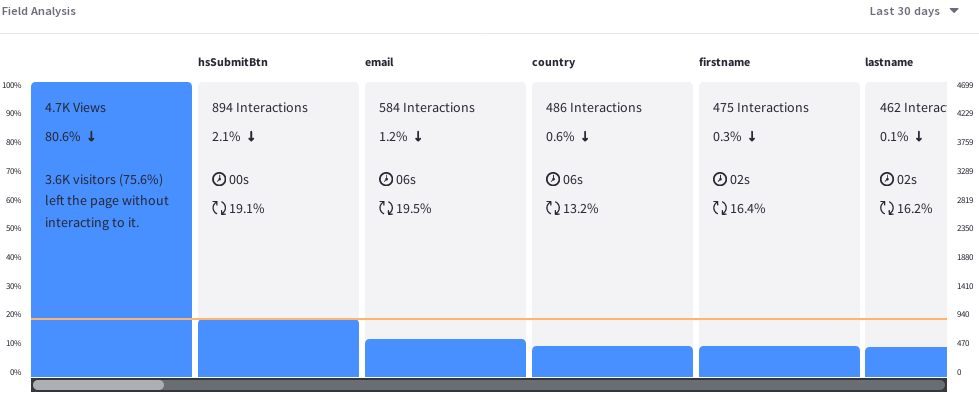 Field Analysis
Last 30 days
hsSubmitBtn
email
country
firstname
lastname
100%
90%
80%
70%
60%
50%
40%
30%
20%
10%
0%
4.7K Views
80.6%
3.6K visitors (75.6%)
left the page without
interacting to it.
894 Interactions
2.1%
00s
19.1%
584 Interactions
1.2%
06s
19.5%
486 Interactions
0.6%
06s
13.2%
475 Interactions
0.3%
02s
16.4%
462 Interac
0.1%
02s
16.2%
4699
4229
3759
3289
2819
2350
1880
1410
940
470
0